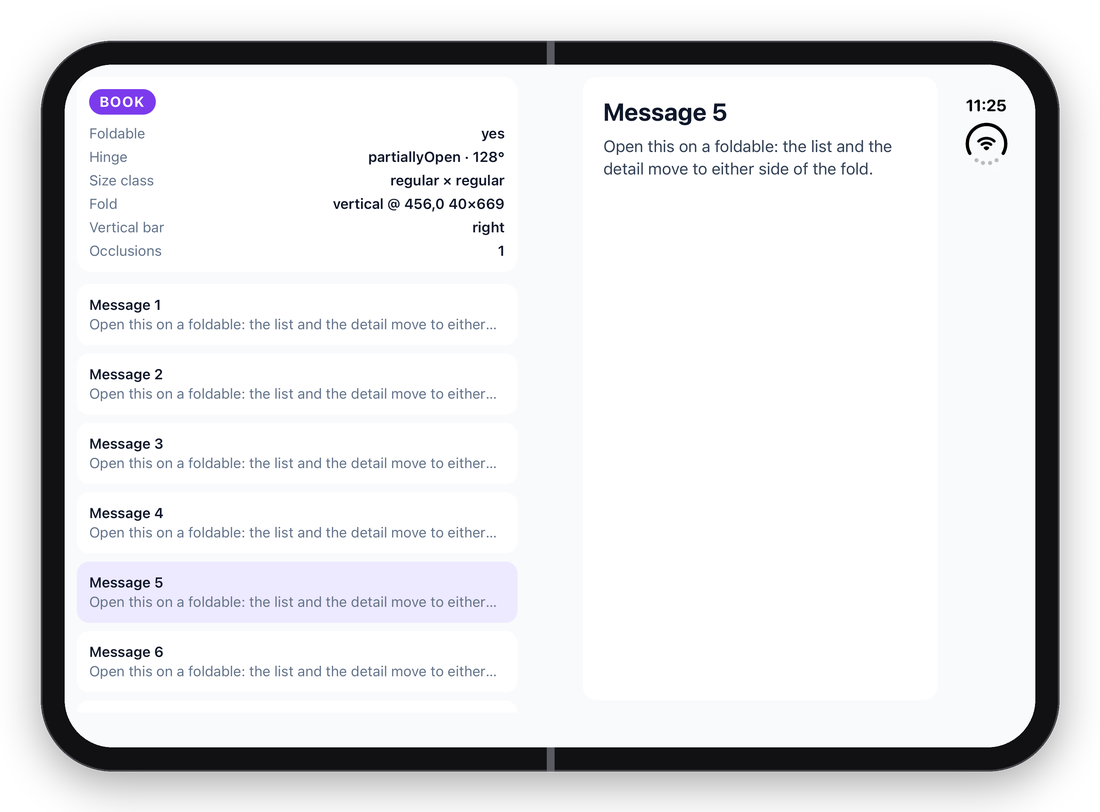 BOOK
Foldable yes
Hinge partiallyOpen · 128°
Size class regular × regular
Fold vertical @ 456,0 40×669
Vertical bar right
Occlusions 1
Message 1
Open this on a foldable: the list and the detail move to either...
Message 2
Open this on a foldable: the list and the detail move to either...
Message 3
Open this on a foldable: the list and the detail move to either...
Message 4
Open this on a foldable: the list and the detail move to either...
Message 5
Open this on a foldable: the list and the detail move to either...
Message 6
Open this on a foldable: the list and the detail move to either...
Message 5
Open this on a foldable: the list and the
detail move to either side of the fold.
11:25